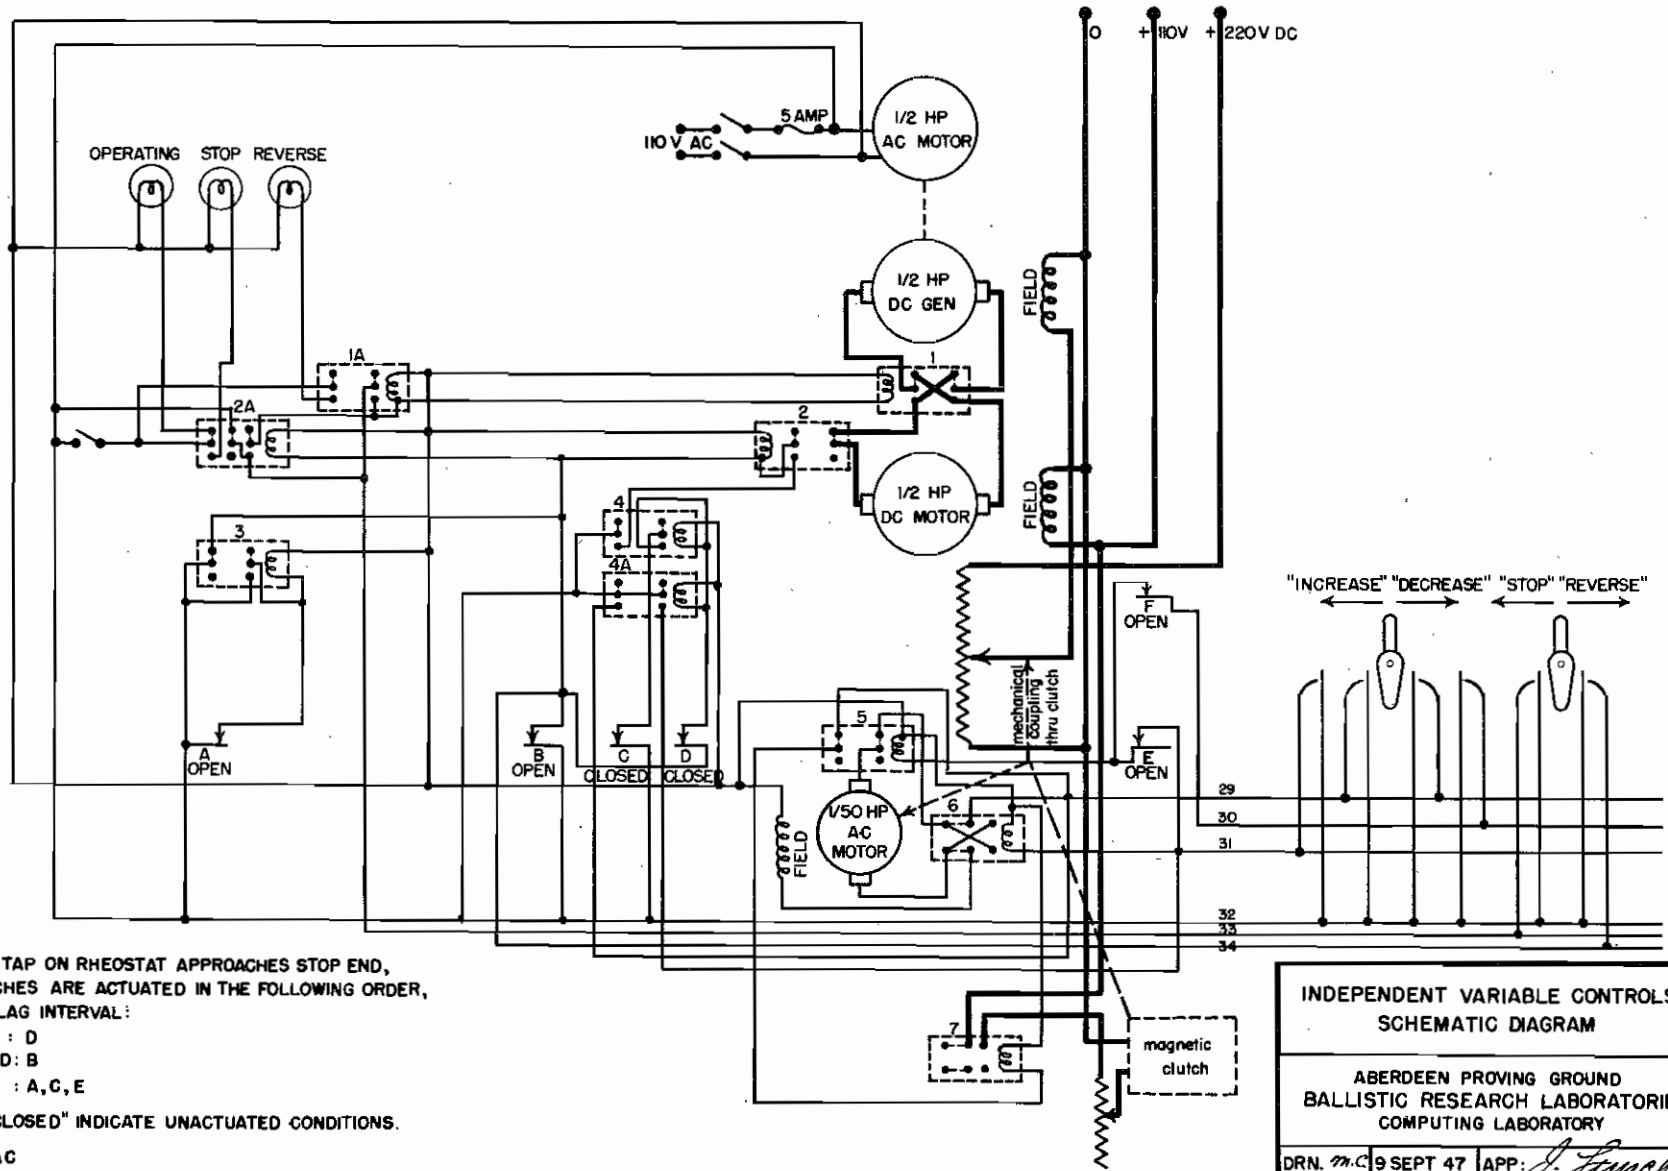 0
+ 110V
+ 220V DC
5 AMP
110 V AC
1/2 HP
AC MOTOR
OPERATING STOP REVERSE
1/2 HP
DC GEN
FIELD
1
1A
2A
2
1/2 HP
DC MOTOR
FIELD
3
4
4A
"INCREASE" "DECREASE" "STOP" "REVERSE"
F
OPEN
mechanical
coupling
thru clutch
5
A
OPEN
B
OPEN
C
CLOSED
D
CLOSED
E
OPEN
1/50 HP
AC
MOTOR
FIELD
6
29
30
31
32
33
34
7
magnetic
clutch
TAP ON RHEOSTAT APPROACHES STOP END,
CHES ARE ACTUATED IN THE FOLLOWING ORDER,
LAG INTERVAL:
: D
D: B
: A, C, E
CLOSED" INDICATE UNACTUATED CONDITIONS.
AC
INDEPENDENT VARIABLE CONTROLS
SCHEMATIC DIAGRAM
ABERDEEN PROVING GROUND
BALLISTIC RESEARCH LABORATORIE
COMPUTING LABORATORY
DRN. M.C. 9 SEPT 47 APP: J.